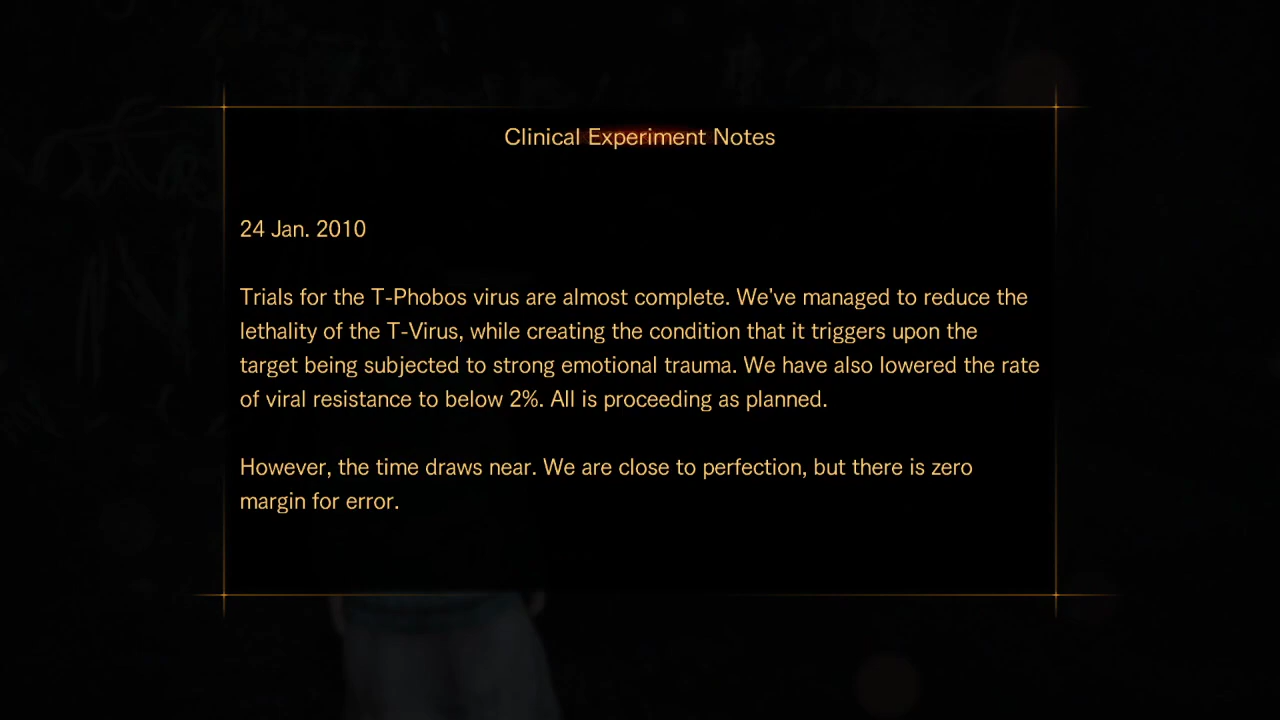 Clinical Experiment Notes
24 Jan. 2010
Trials for the T-Phobos virus are almost complete. We've managed to reduce the
lethality of the T-Virus, while creating the condition that it triggers upon the
target being subjected to strong emotional trauma. We have also lowered the rate
of viral resistance to below 2%. All is proceeding as planned.
However, the time draws near. We are close to perfection, but there is zero
margin for error.